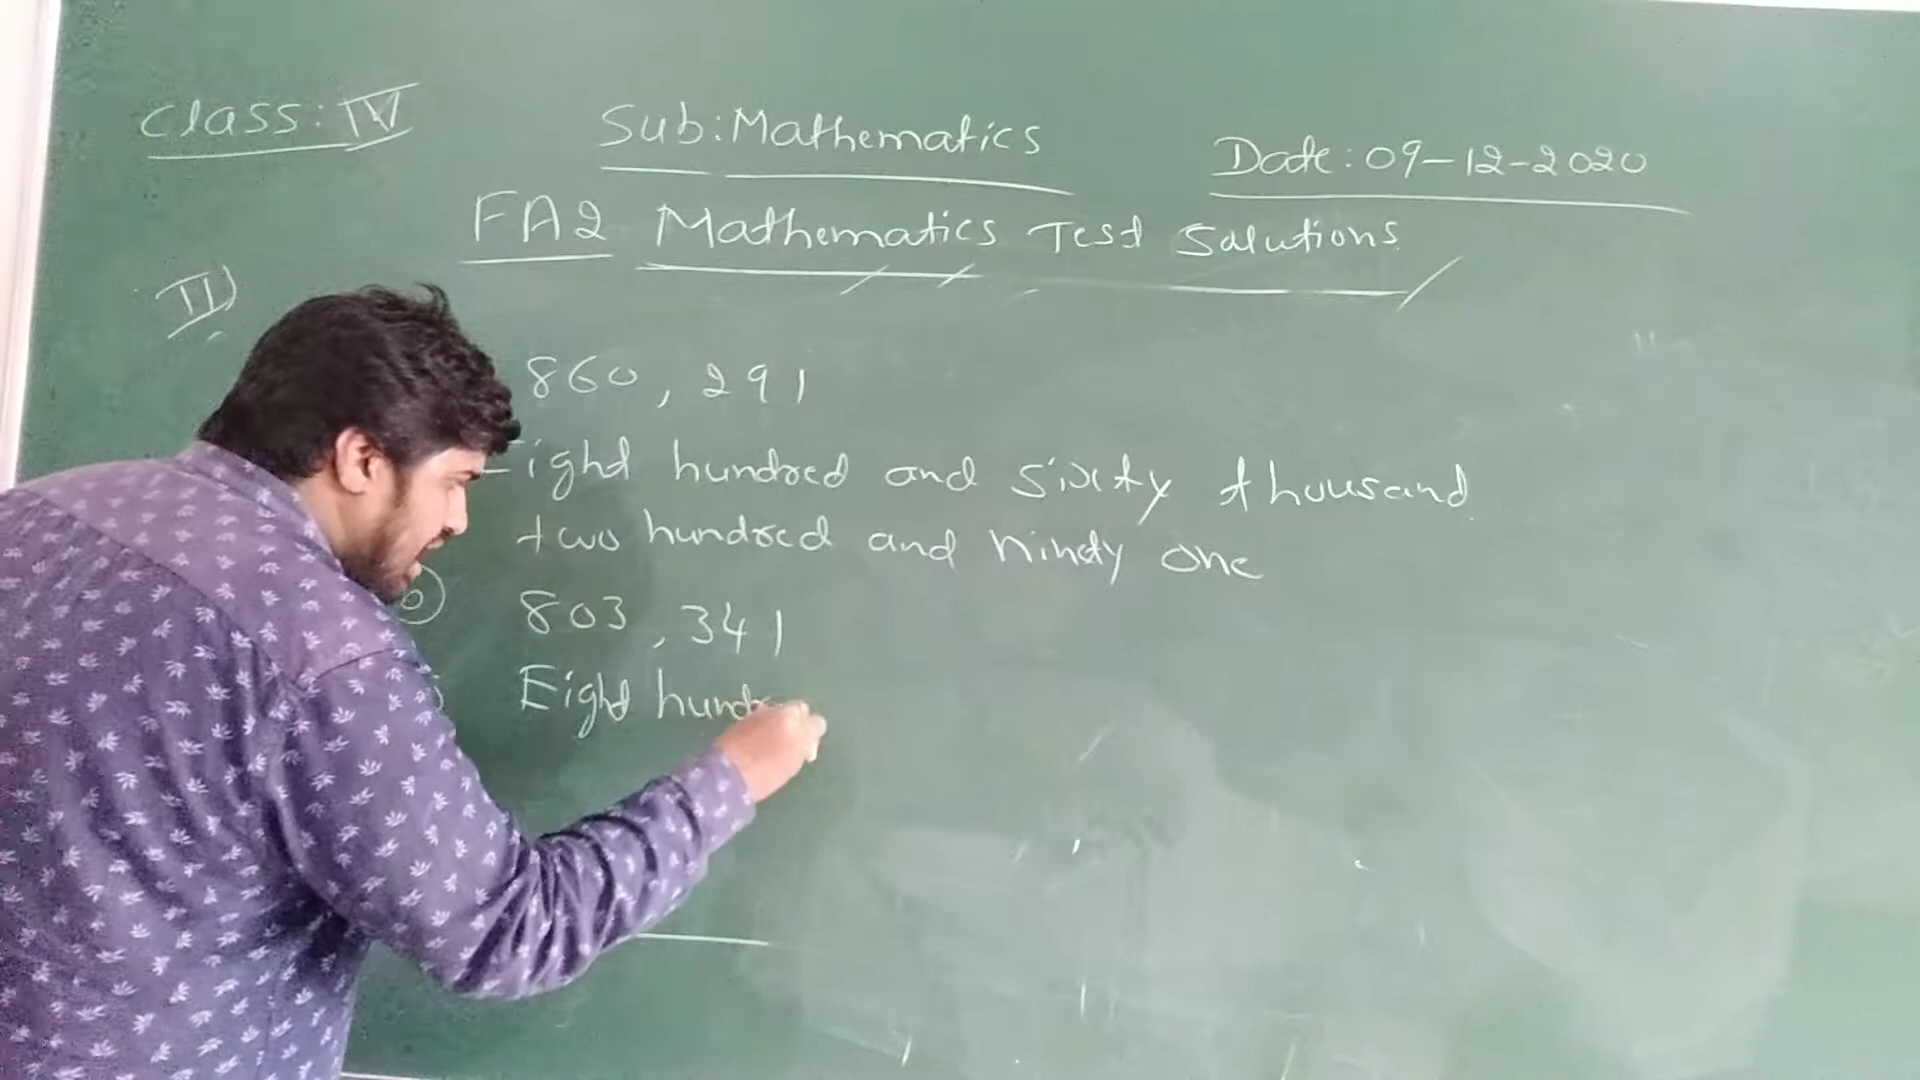 Class: IV
Sub: Mathematics
Date: 09-12-2020
FA2 Mathematics Test Solutions
II)
860,291
Eight hundred and sixty thousand
two hundred and Ninety one
803,341
Eight